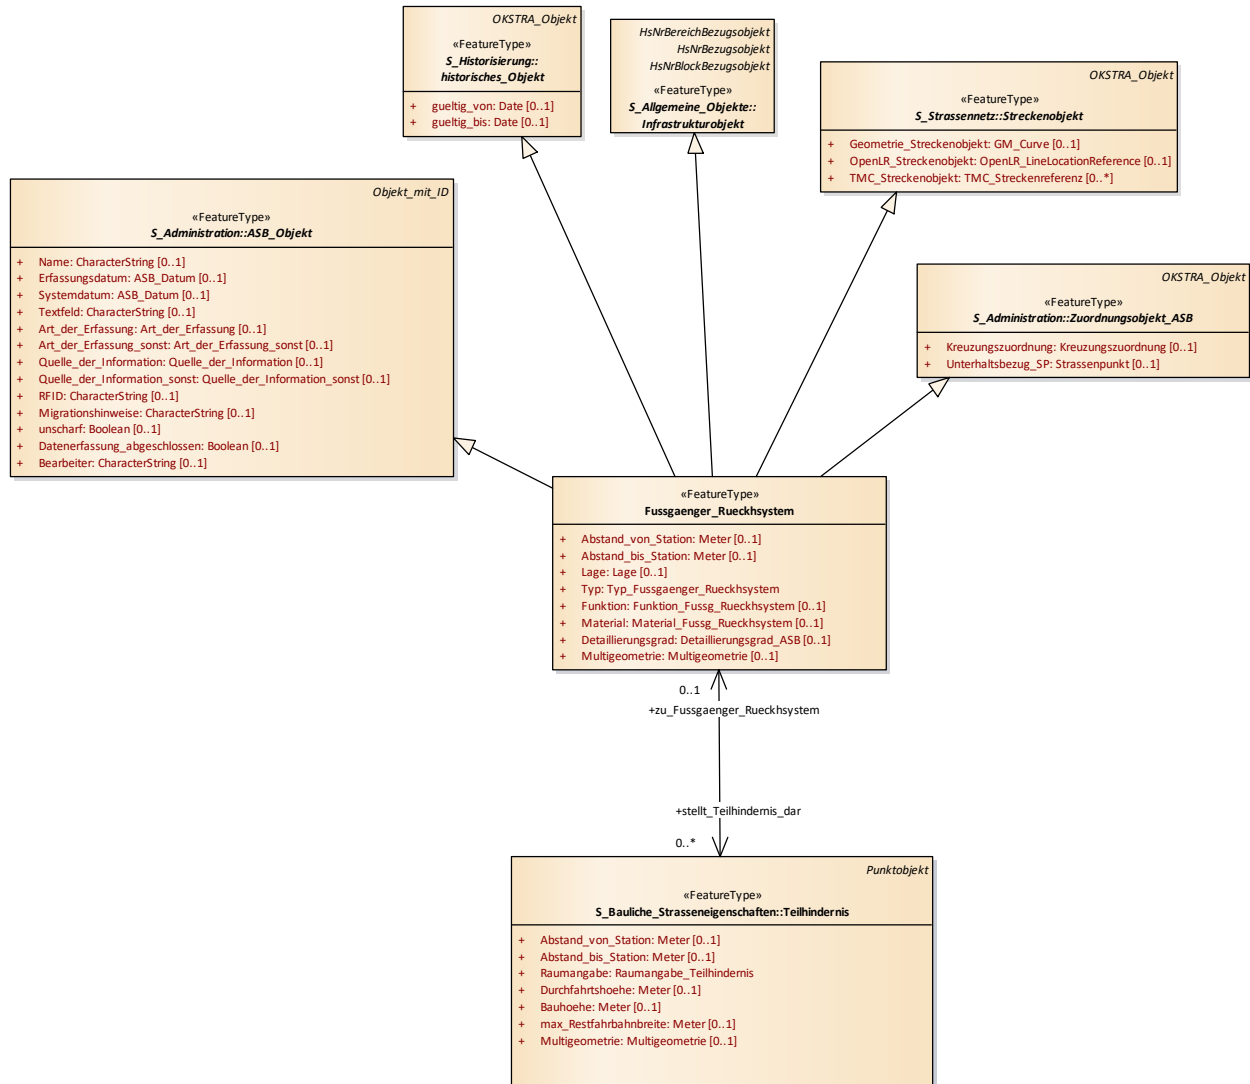 OKSTRA_Objekt
«FeatureType»
S_Historisierung::
historisches_Objekt
+ gueltig_von: Date [0..1]
+ gueltig_bis: Date [0..1]
HsNrBereichBezugsobjekt
HsNrBezugsobjekt
HsNrBlockBezugsobjekt
«FeatureType»
S_Allgemeine_Objekte::
Infrastrukturobjekt
OKSTRA_Objekt
«FeatureType»
S_Strassennetz::Streckenobjekt
+ Geometrie_Streckenobjekt: GM_Curve [0..1]
+ OpenLR_Streckenobjekt: OpenLR_LineLocationReference [0..1]
+ TMC_Streckenobjekt: TMC_Streckenreferenz [0..*]
Objekt_mit_ID
«FeatureType»
S_Administration::ASB_Objekt
+ Name: CharacterString [0..1]
+ Erfassungsdatum: ASB_Datum [0..1]
+ Systemdatum: ASB_Datum [0..1]
+ Textfeld: CharacterString [0..1]
+ Art_der_Erfassung: Art_der_Erfassung [0..1]
+ Art_der_Erfassung_sonst: Art_der_Erfassung_sonst [0..1]
+ Quelle_der_Information: Quelle_der_Information [0..1]
+ Quelle_der_Information_sonst: Quelle_der_Information_sonst [0..1]
+ RFID: CharacterString [0..1]
+ Migrationshinweise: CharacterString [0..1]
+ unscharf: Boolean [0..1]
+ Datenerfassung_abgeschlossen: Boolean [0..1]
+ Bearbeiter: CharacterString [0..1]
OKSTRA_Objekt
«FeatureType»
S_Administration::Zuordnungsobjekt_ASB
+ Kreuzungszuordnung: Kreuzungszuordnung [0..1]
+ Unterhaltsbezug_SP: Strassenpunkt [0..1]
«FeatureType»
Fussgaenger_Rueckhsystem
+ Abstand_von_Station: Meter [0..1]
+ Abstand_bis_Station: Meter [0..1]
+ Lage: Lage [0..1]
+ Typ: Typ_Fussgaenger_Rueckhsystem
+ Funktion: Funktion_Fussg_Rueckhsystem [0..1]
+ Material: Material_Fussg_Rueckhsystem [0..1]
+ Detaillierungsgrad: Detaillierungsgrad_ASB [0..1]
+ Multigeometrie: Multigeometrie [0..1]
0..1
+zu_Fussgaenger_Rueckhsystem
+stellt_Teilhindernis_dar
0..*
Punktobjekt
«FeatureType»
S_Bauliche_Strasseneigenschaften::Teilhindernis
+ Abstand_von_Station: Meter [0..1]
+ Abstand_bis_Station: Meter [0..1]
+ Raumangabe: Raumangabe_Teilhindernis
+ Durchfahrtshoehe: Meter [0..1]
+ Bauhoehe: Meter [0..1]
+ max_Restfahrbahnbreite: Meter [0..1]
+ Multigeometrie: Multigeometrie [0..1]